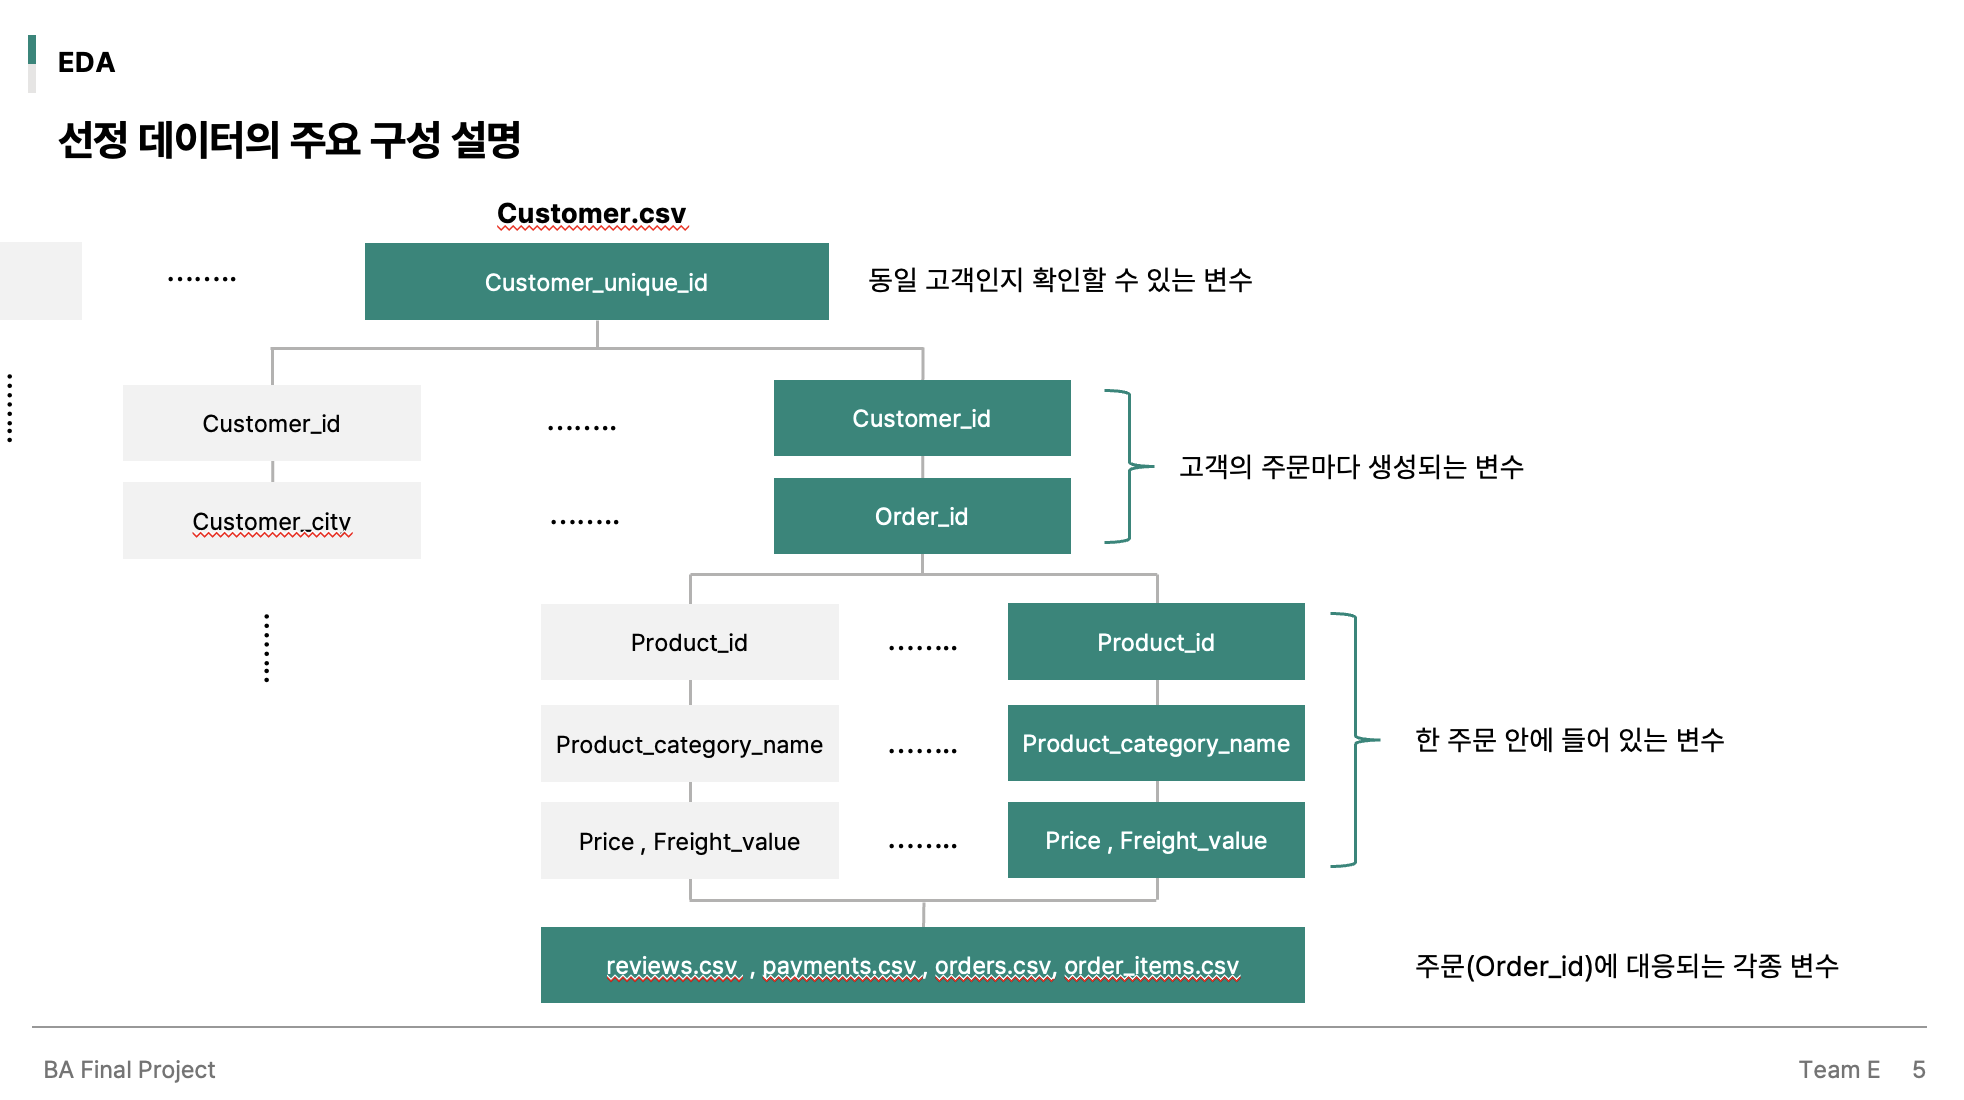 EDA
선정 데이터의 주요 구성 설명
Customer.csv
........ Customer_unique_id 동일 고객인지 확인할 수 있는 변수
Customer_id ........ Customer_id
고객의 주문마다 생성되는 변수
Customer_city ........ Order_id
Product_id ........ Product_id
Product_category_name ........ Product_category_name
한 주문 안에 들어 있는 변수
Price , Freight_value ........ Price , Freight_value
reviews.csv , payments.csv , orders.csv, order_items.csv 주문(Order_id)에 대응되는 각종 변수
BA Final Project Team E 5